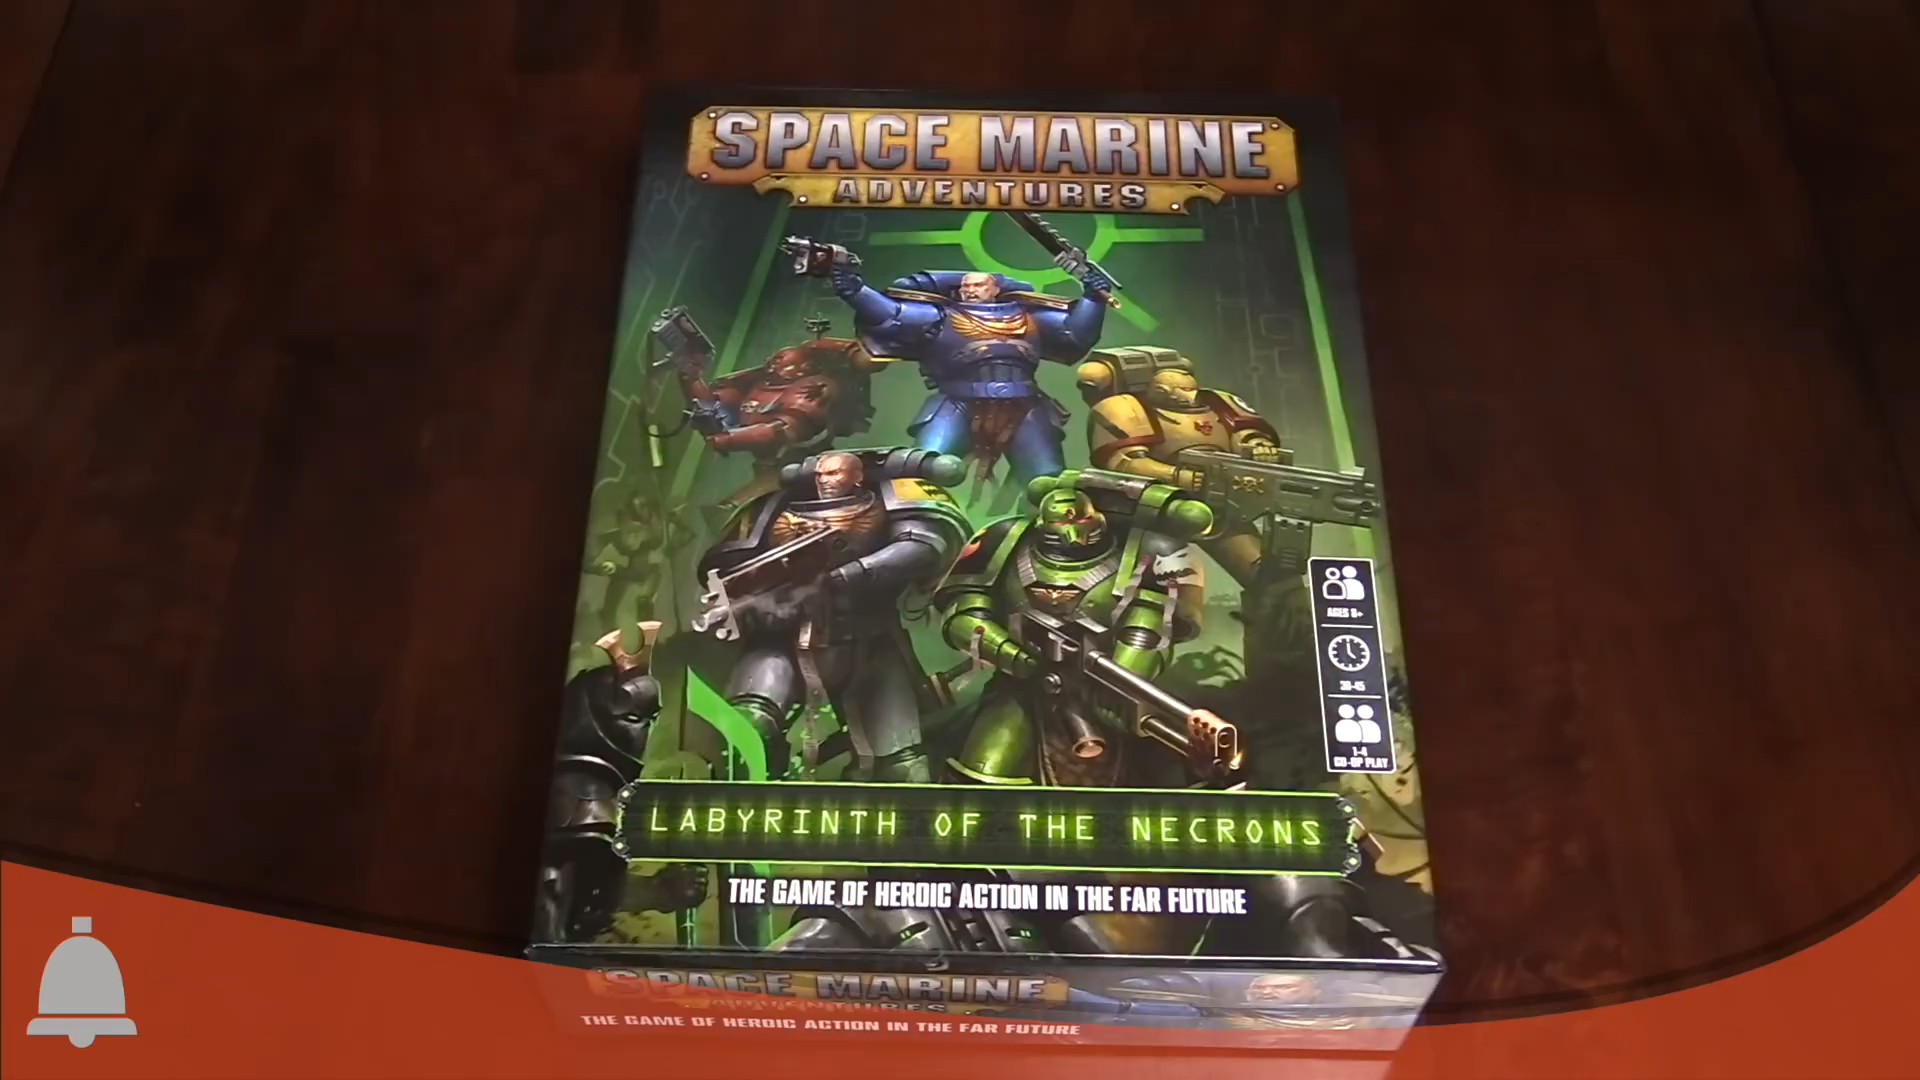 SPACE MARINE
ADVENTURES
AGES 8+
30-45
1-4
CO-OP PLAY
LABYRINTH OF THE NECRONS
THE GAME OF HEROIC ACTION IN THE FAR FUTURE
SPACE MARINE
ADVENTURES
THE GAME OF HEROIC ACTION IN THE FAR FUTURE